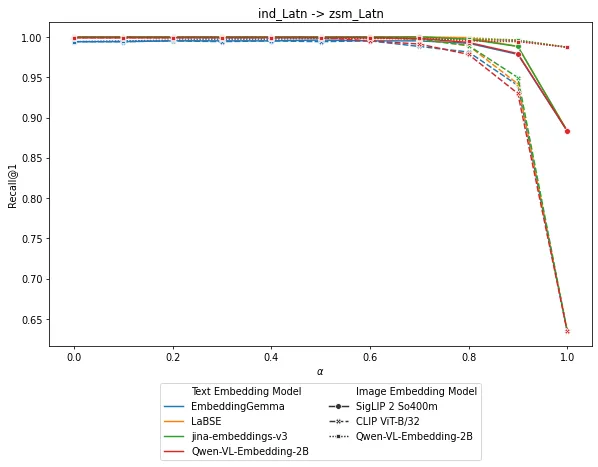 ind_Latn -> zsm_Latn
Recall@1
1.00
0.95
0.90
0.85
0.80
0.75
0.70
0.65
0.0 0.2 0.4 0.6 0.8 1.0
α
Text Embedding Model
EmbeddingGemma
LaBSE
jina-embeddings-v3
Qwen-VL-Embedding-2B
Image Embedding Model
SigLIP 2 So400m
CLIP ViT-B/32
Qwen-VL-Embedding-2B